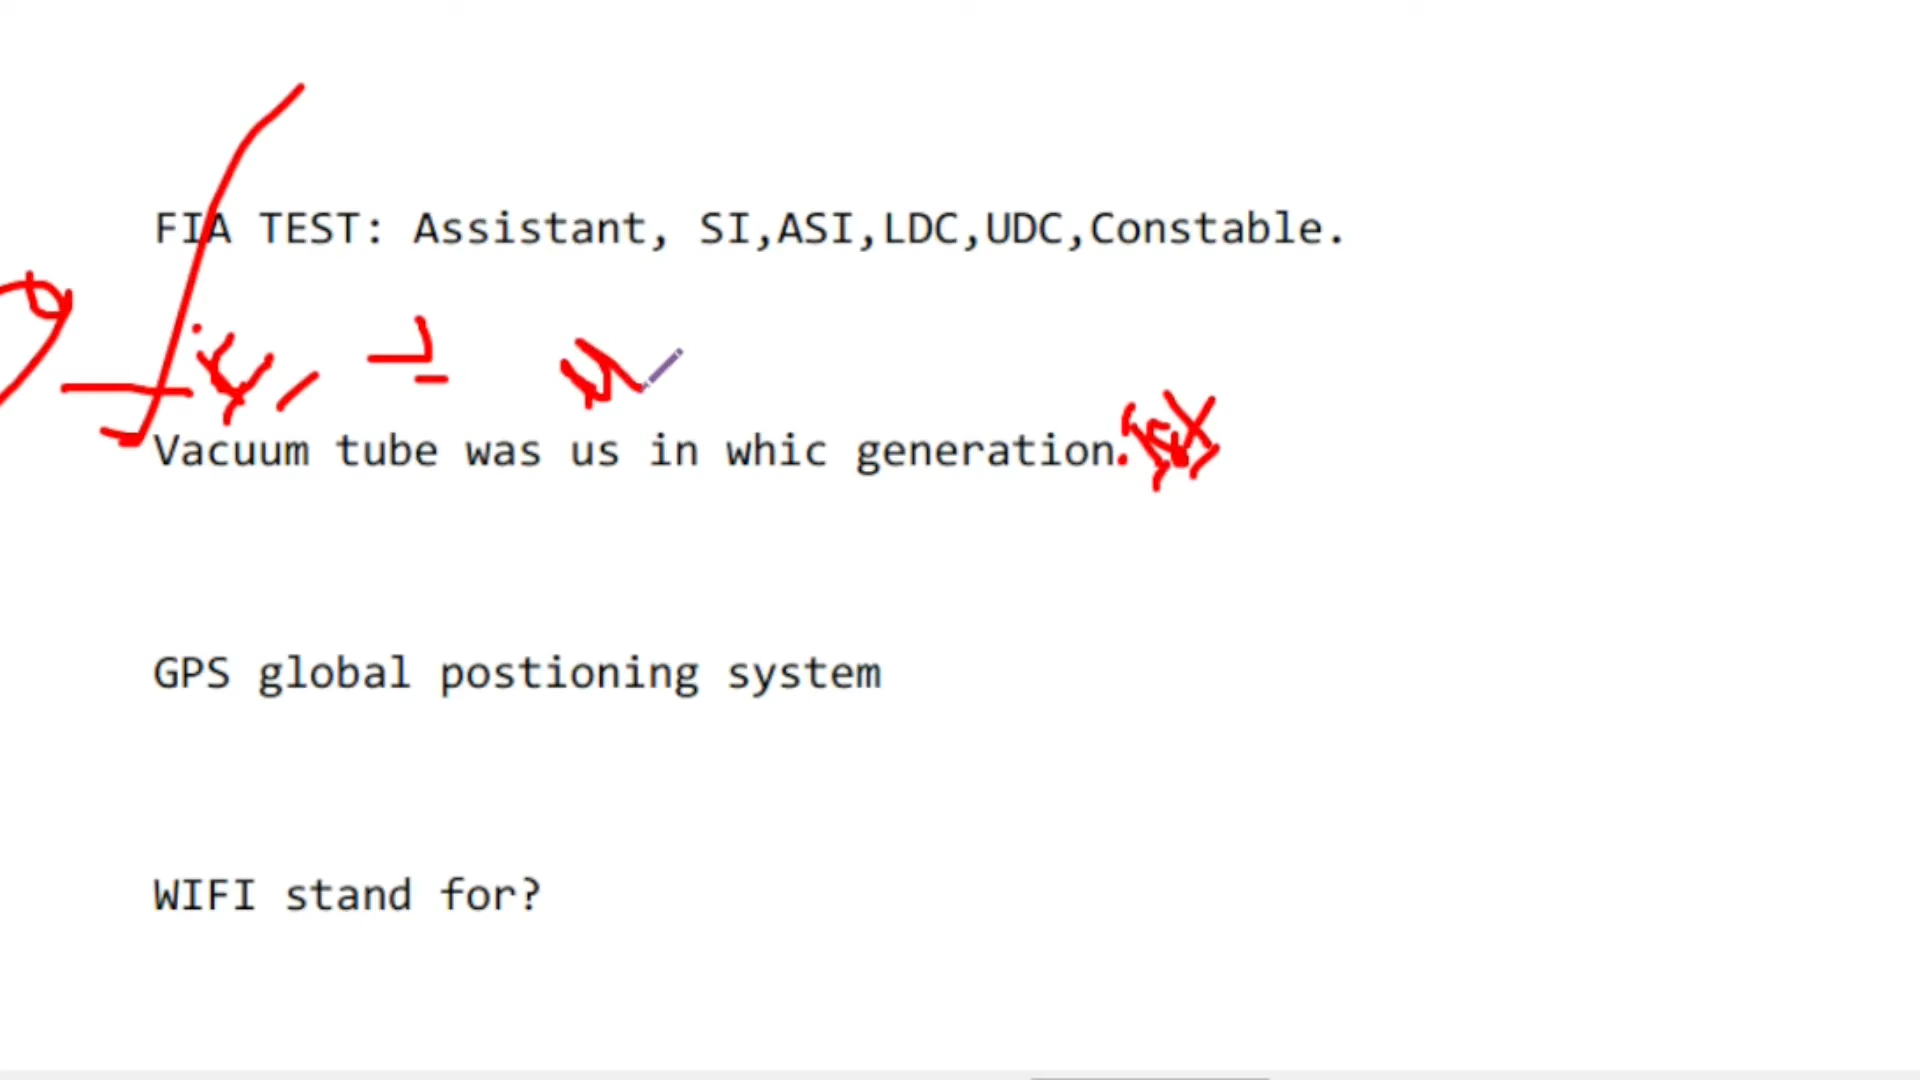 FIA TEST: Assistant, SI,ASI,LDC,UDC,Constable.
Vacuum tube was us in whic generation.
GPS global postioning system
WIFI stand for?